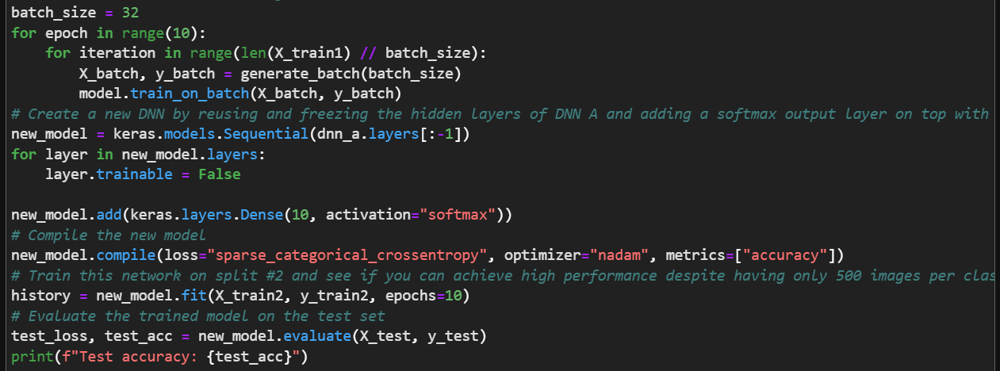 batch_size = 32
for epoch in range(10):
    for iteration in range(len(X_train1) // batch_size):
        X_batch, y_batch = generate_batch(batch_size)
        model.train_on_batch(X_batch, y_batch)
# Create a new DNN by reusing and freezing the hidden layers of DNN A and adding a softmax output layer on top with
new_model = keras.models.Sequential(dnn_a.layers[:-1])
for layer in new_model.layers:
    layer.trainable = False

new_model.add(keras.layers.Dense(10, activation="softmax"))
# Compile the new model
new_model.compile(loss="sparse_categorical_crossentropy", optimizer="nadam", metrics=["accuracy"])
# Train this network on split #2 and see if you can achieve high performance despite having only 500 images per clas
history = new_model.fit(X_train2, y_train2, epochs=10)
# Evaluate the trained model on the test set
test_loss, test_acc = new_model.evaluate(X_test, y_test)
print(f"Test accuracy: {test_acc}")